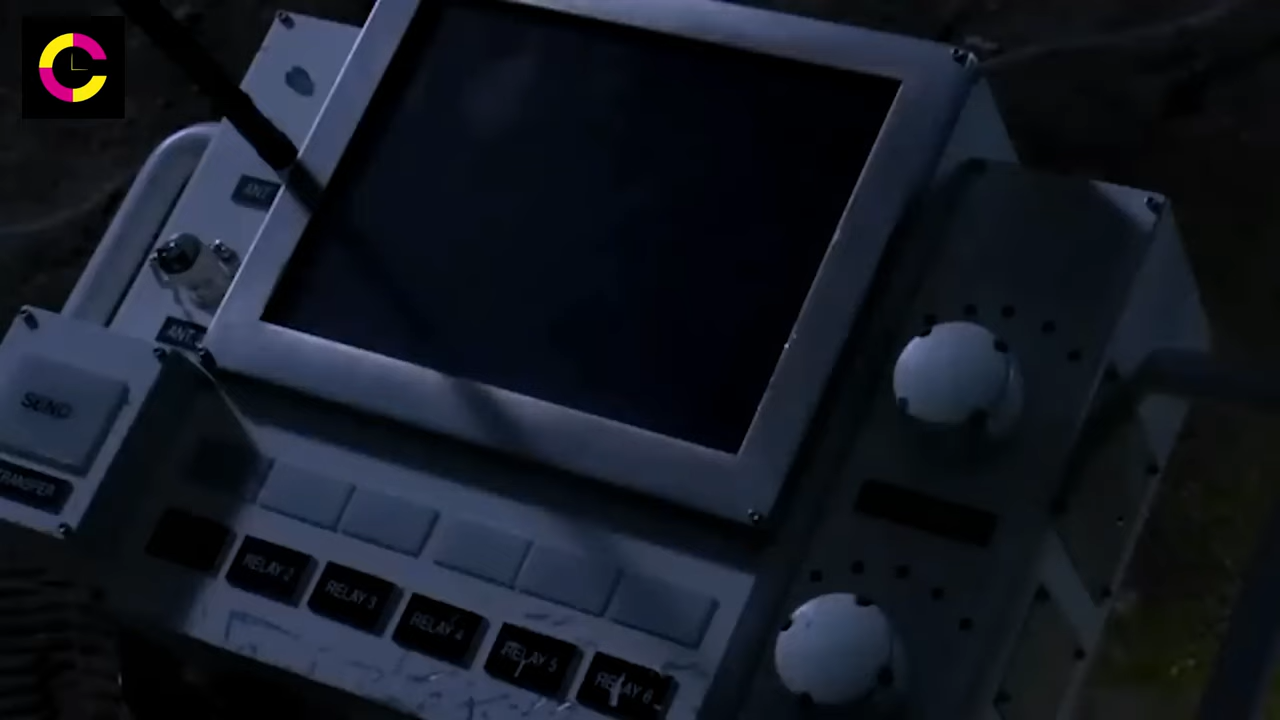 ANT
ANT.
SEND
TRANSFER
RELAY 2
RELAY 3
RELAY 4
RELAY 5
RELAY 6